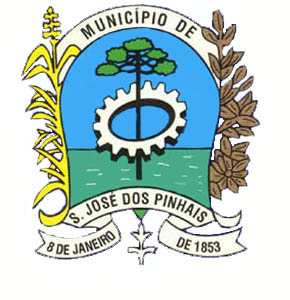 MUNICÍPIO DE
S. JOSÉ DOS PINHAIS
8 DE JANEIRO DE 1853